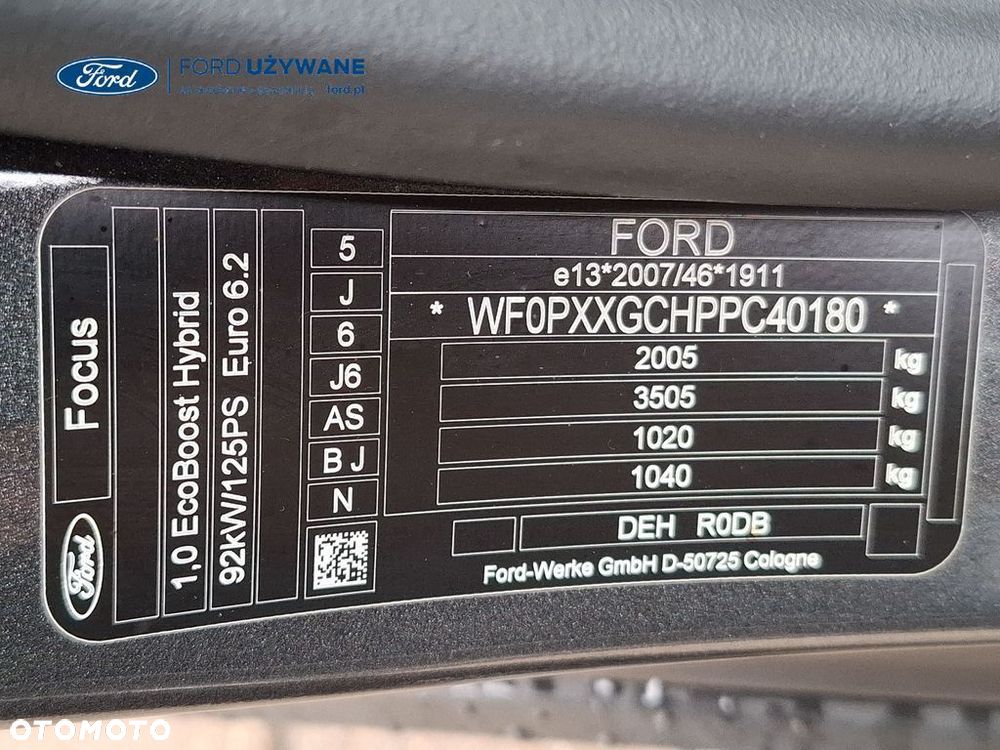 Ford
FORD UŻYWANE
ford.pl
Focus
Ford
1,0 EcoBoost Hybrid
92kW/125PS Euro 6.2
5
J
6
J6
AS
B J
N
FORD
e13*2007/46*1911
* WF0PXXGCHPPC40180 *
2005 kg
3505 kg
1020 kg
1040 kg
DEH R0DB
Ford-Werke GmbH D-50725 Cologne
OTOMOTO